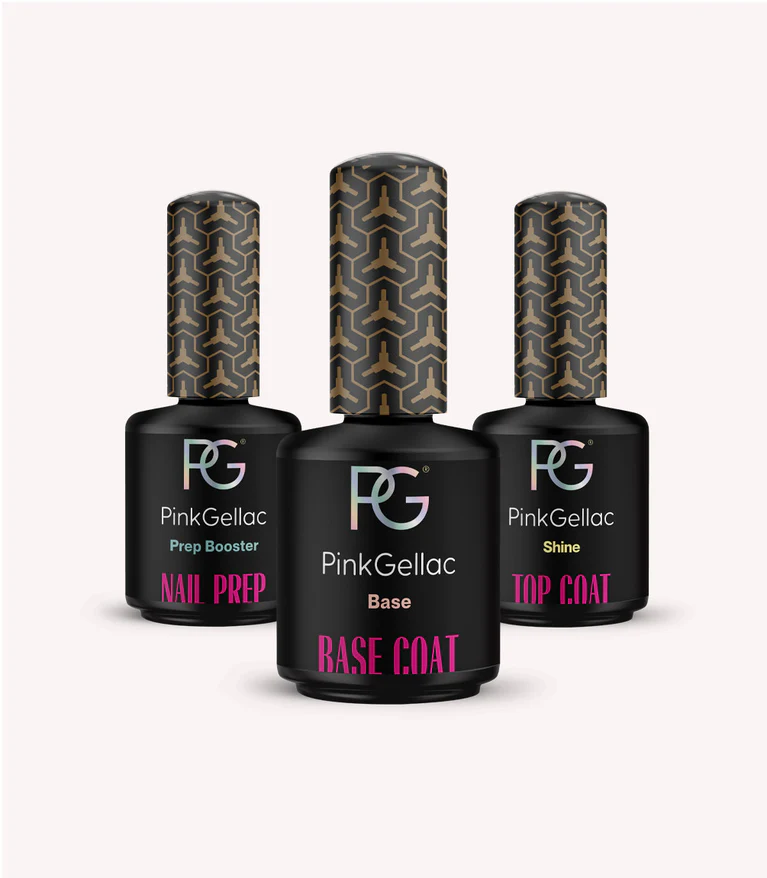 PG®
PinkGellac
Prep Booster
NAIL PREP
PG®
PinkGellac
Base
BASE COAT
PG®
PinkGellac
Shine
TOP COAT